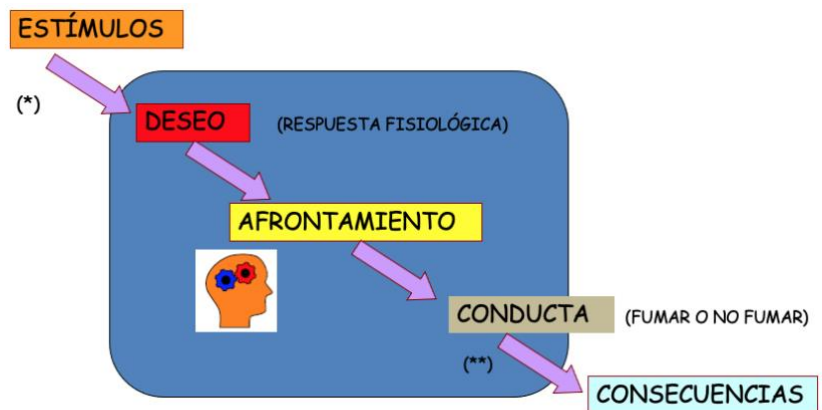 ESTÍMULOS
(*)
DESEO (RESPUESTA FISIOLÓGICA)
AFRONTAMIENTO
CONDUCTA (FUMAR O NO FUMAR)
(**)
CONSECUENCIAS